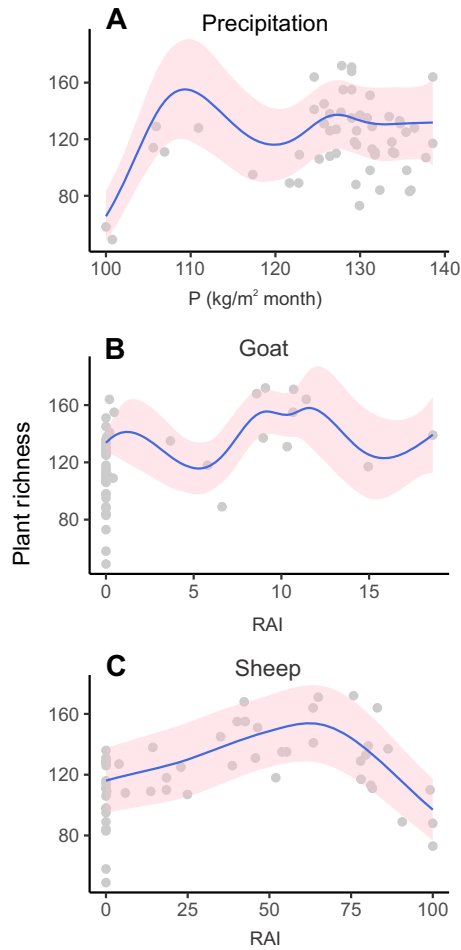 A Precipitation
160
120
80
100 110 120 130 140
P (kg/m² month)
B Goat
160
120
80
0 5 10 15
RAI
Plant richness
C Sheep
160
120
80
0 25 50 75 100
RAI